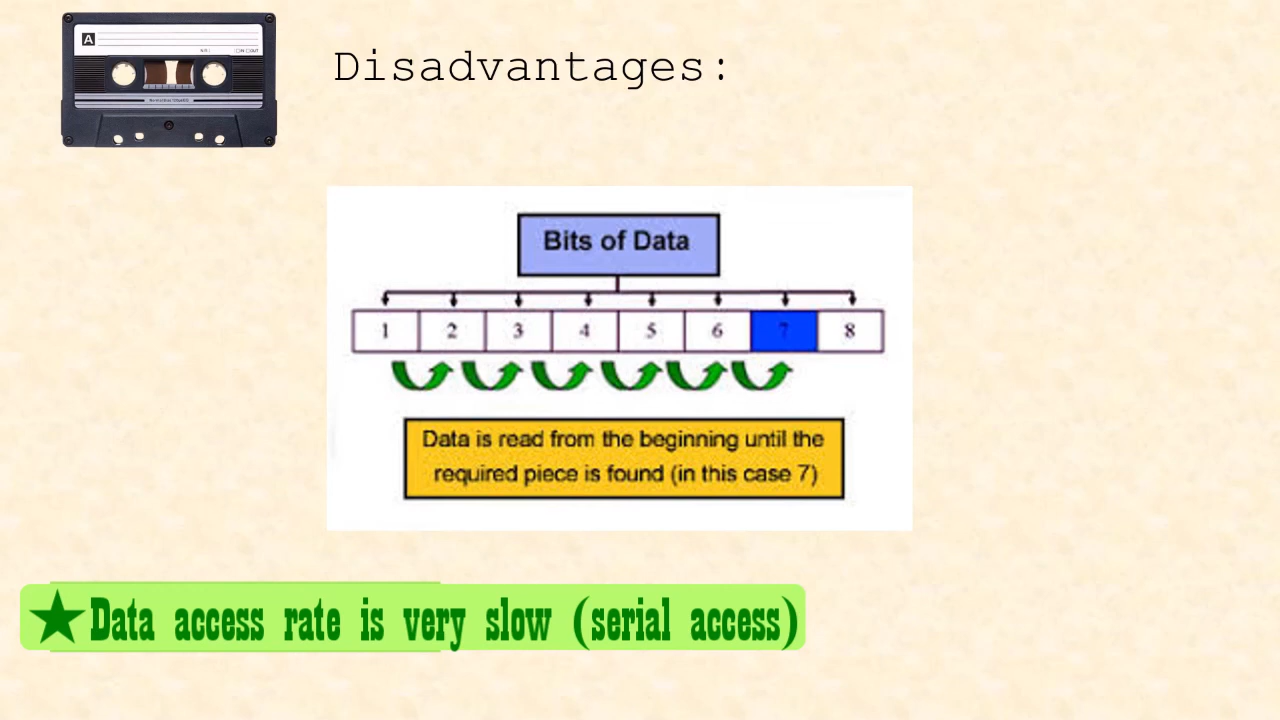 Disadvantages:
A
Bits of Data
1 2 3 4 5 6 7 8
Data is read from the beginning until the
required piece is found (in this case 7)
★Data access rate is very slow (serial access)